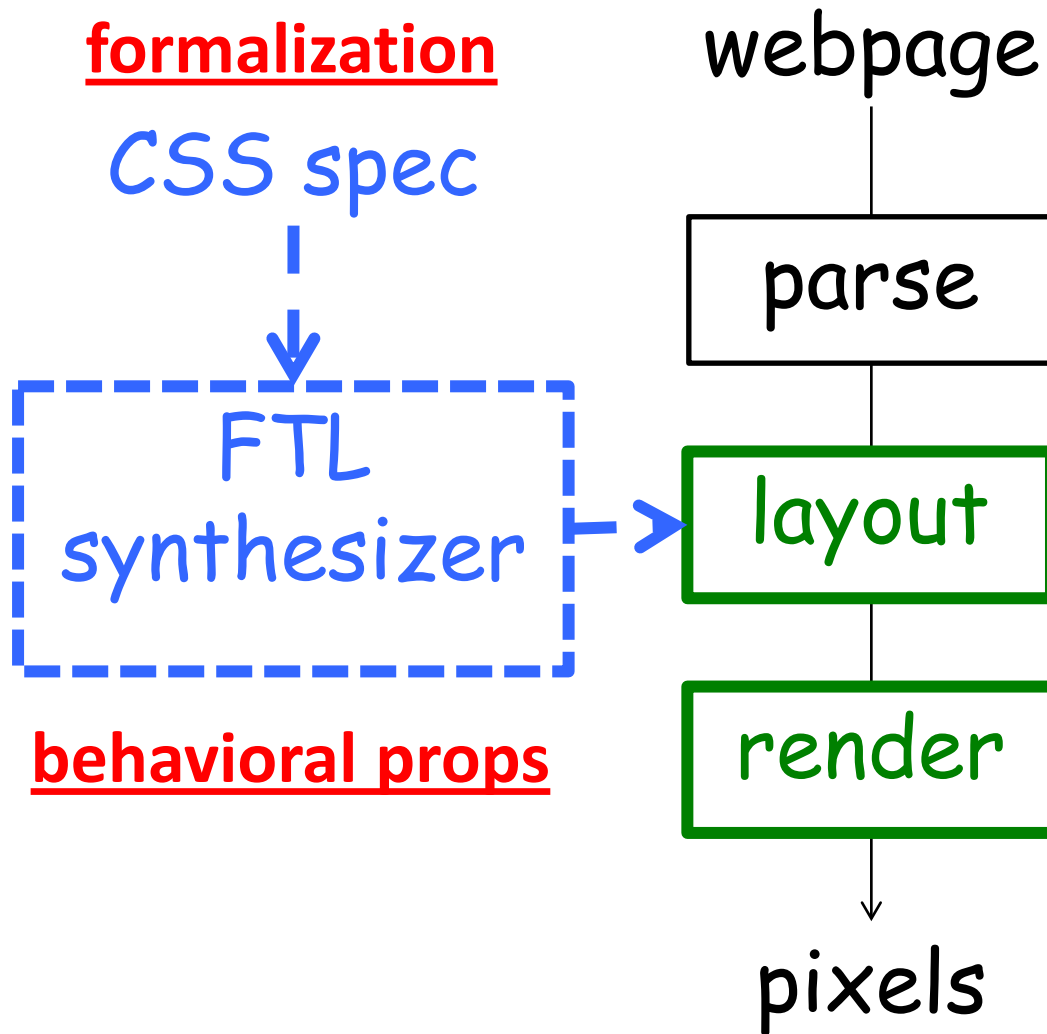 formalization
CSS spec
FTL
synthesizer
behavioral props
webpage
parse
layout
render
pixels